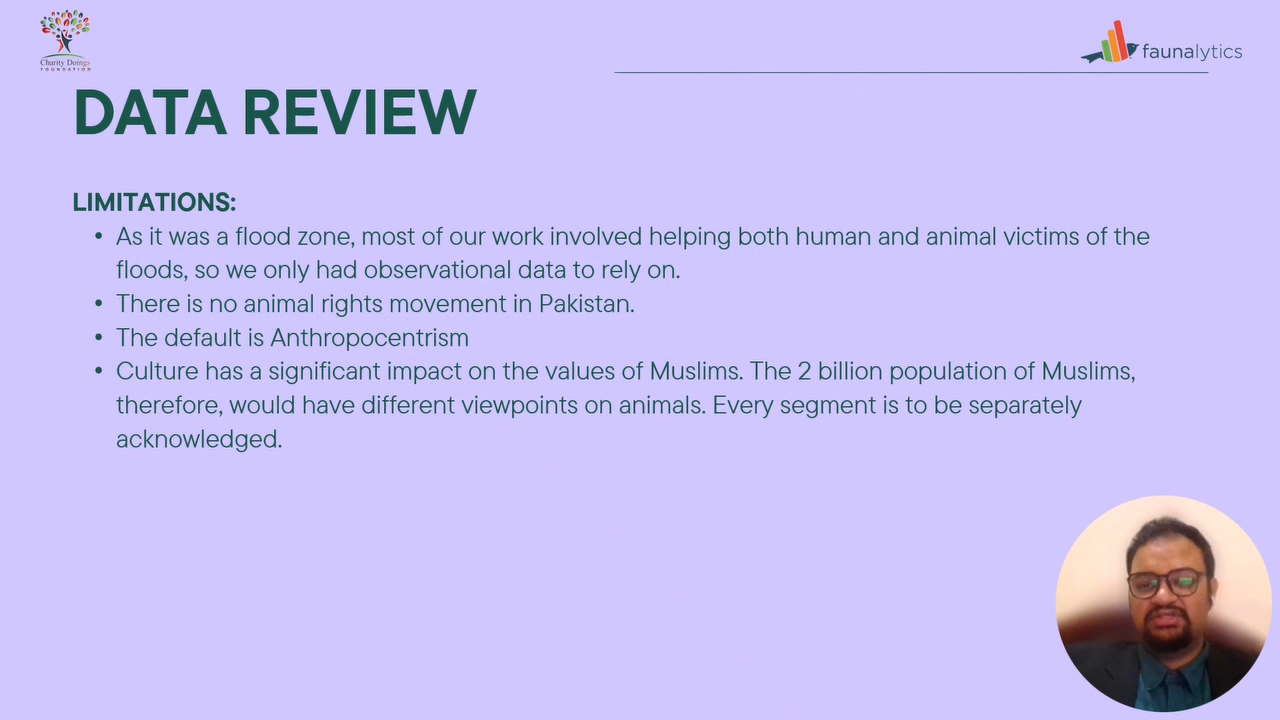 Charity Doings
FOUNDATION
faunalytics
DATA REVIEW
LIMITATIONS:
• As it was a flood zone, most of our work involved helping both human and animal victims of the
floods, so we only had observational data to rely on.
• There is no animal rights movement in Pakistan.
• The default is Anthropocentrism
• Culture has a significant impact on the values of Muslims. The 2 billion population of Muslims,
therefore, would have different viewpoints on animals. Every segment is to be separately
acknowledged.